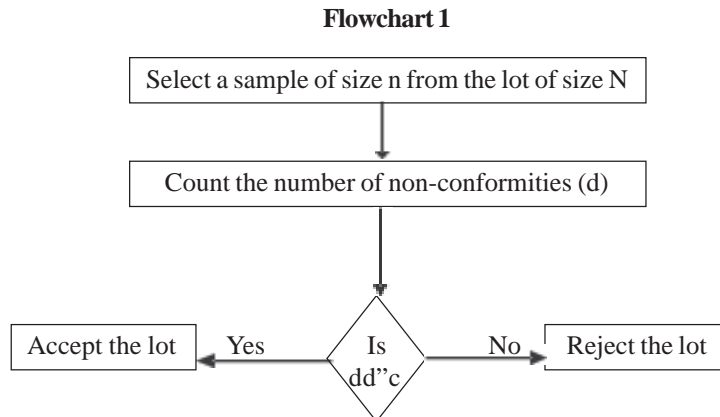 Flowchart 1
Select a sample of size n from the lot of size N
Count the number of non-conformities (d)
Accept the lot
Yes
Is
dd”c
No
Reject the lot